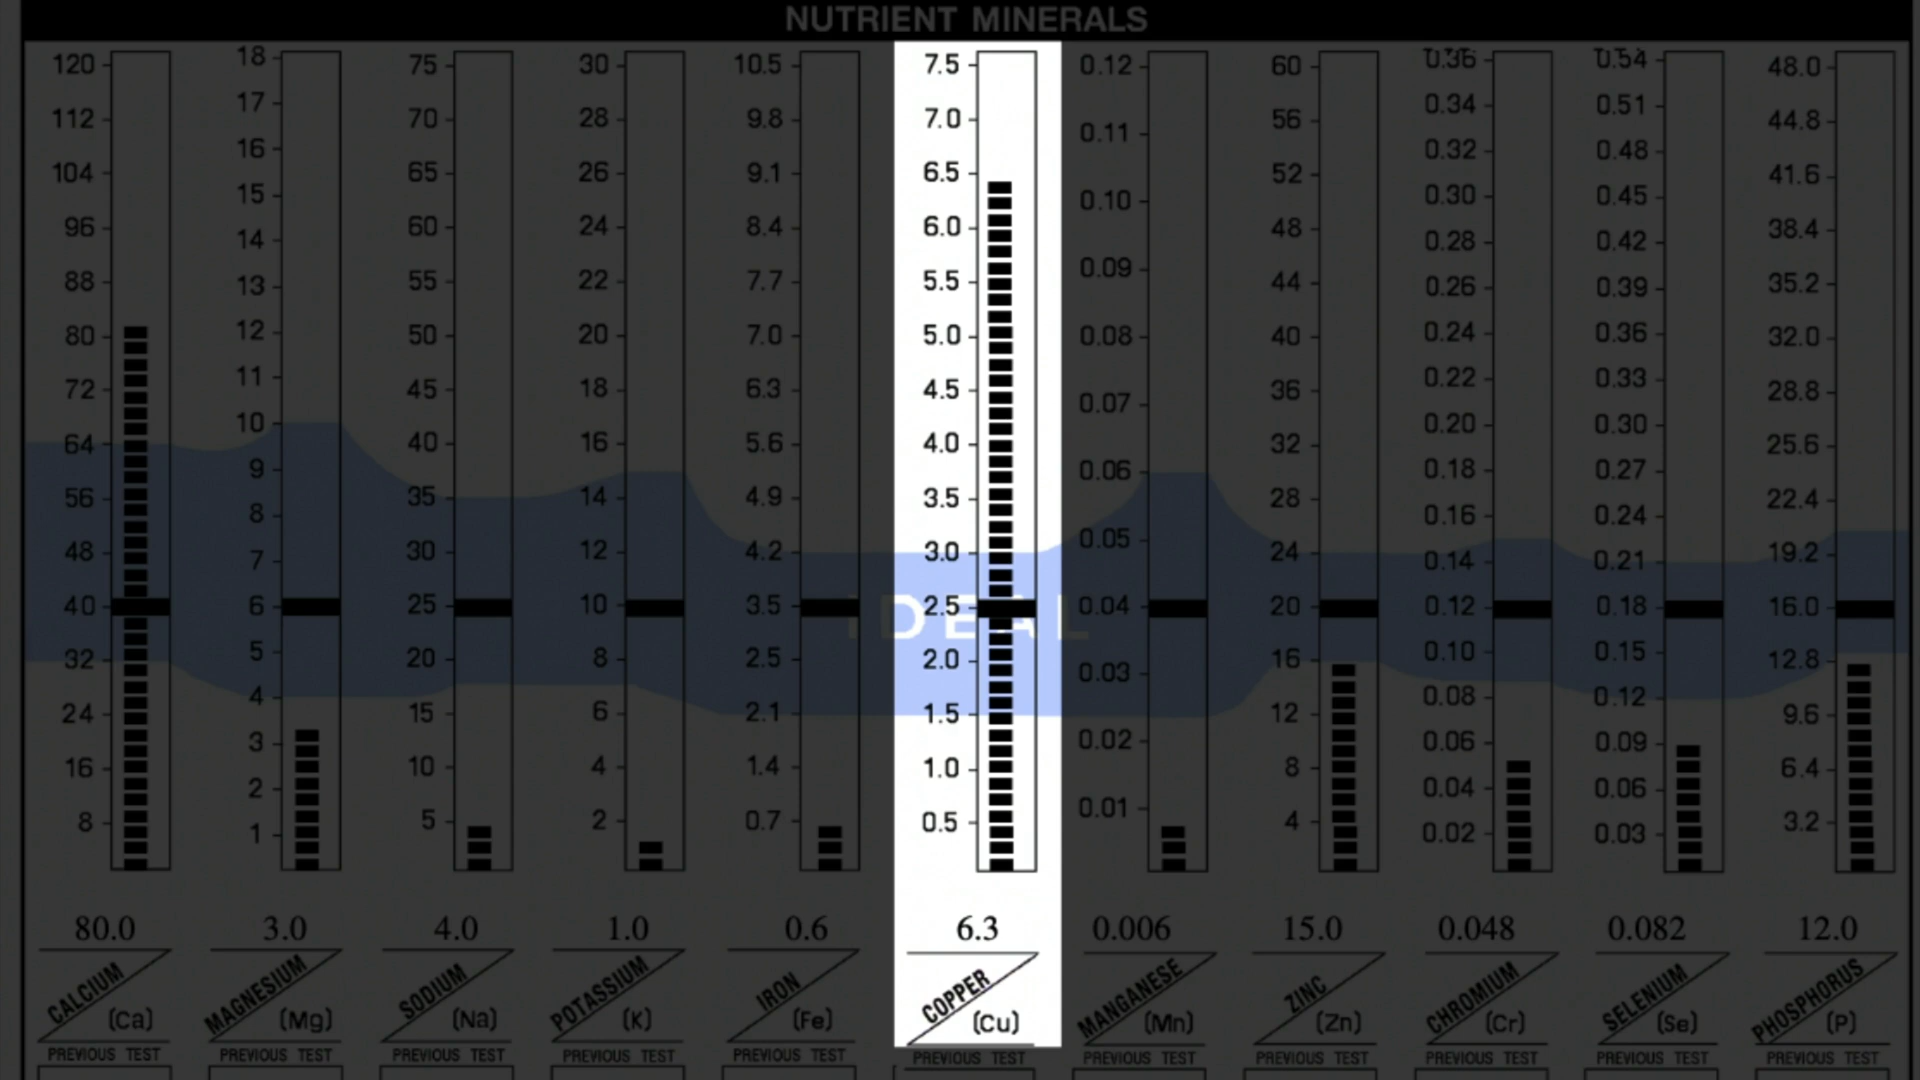 NUTRIENT MINERALS
120 18 75 30 10.5 7.5 0.12 60 0.36 0.54 48.0
112 17 70 28 9.8 7.0 0.11 56 0.34 0.51 44.8
104 16 65 26 9.1 6.5 0.10 52 0.32 0.48 41.6
96 15 60 24 8.4 6.0 0.09 48 0.30 0.45 38.4
88 14 55 22 7.7 5.5 0.08 44 0.28 0.42 35.2
80 13 50 20 7.0 5.0 0.07 40 0.26 0.39 32.0
72 12 45 18 6.3 4.5 0.06 36 0.24 0.36 28.8
64 11 40 16 5.6 4.0 0.05 32 0.22 0.33 25.6
56 10 35 14 4.9 3.5 0.04 28 0.20 0.30 22.4
48 9 30 12 4.2 3.0 0.03 24 0.18 0.27 19.2
40 8 25 10 3.5 2.5 0.02 20 0.16 0.24 16.0
32 7 20 8 2.5 2.0 0.01 16 0.14 0.21 12.8
24 6 15 6 2.1 1.5 12 0.12 0.18 9.6
16 5 10 4 1.4 1.0 8 0.10 0.15 6.4
8 4 5 2 0.7 0.5 4 0.08 0.12 3.2
3 0.06 0.09
2 0.04 0.06
1 0.02 0.03
IDEAL
80.0 3.0 4.0 1.0 0.6 6.3 0.006 15.0 0.048 0.082 12.0
CALCIUM MAGNESIUM SODIUM POTASSIUM IRON COPPER MANGANESE ZINC CHROMIUM SELENIUM PHOSPHORUS
(Ca) (Mg) (Na) (K) (Fe) (Cu) (Mn) (Zn) (Cr) (Se) (P)
PREVIOUS TEST PREVIOUS TEST PREVIOUS TEST PREVIOUS TEST PREVIOUS TEST PREVIOUS TEST PREVIOUS TEST PREVIOUS TEST PREVIOUS TEST PREVIOUS TEST PREVIOUS TEST